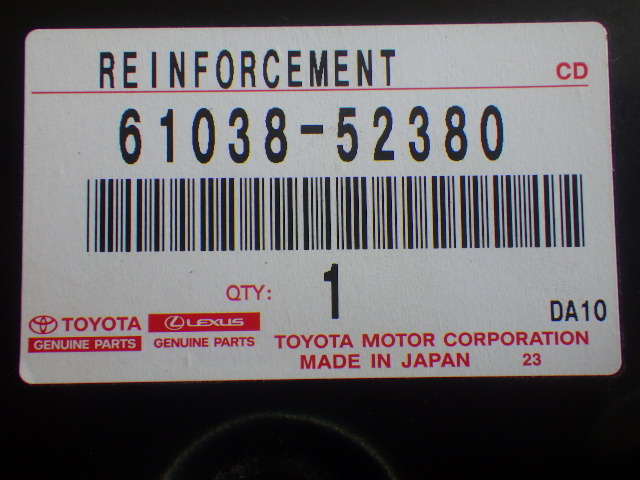 REINFORCEMENT CD
61038-52380
QTY: 1
DA10
TOYOTA LEXUS
GENUINE PARTS GENUINE PARTS
TOYOTA MOTOR CORPORATION
MADE IN JAPAN 23